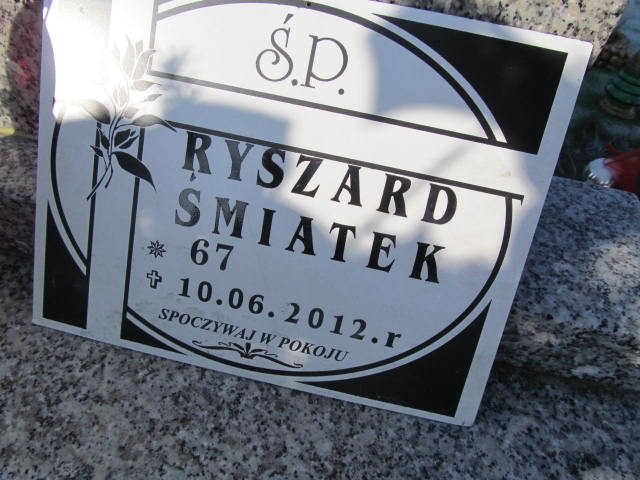 Ś.P.
RYSZARD
ŚMIATEK
67
10.06.2012.r
SPOCZYWAJ W POKOJU